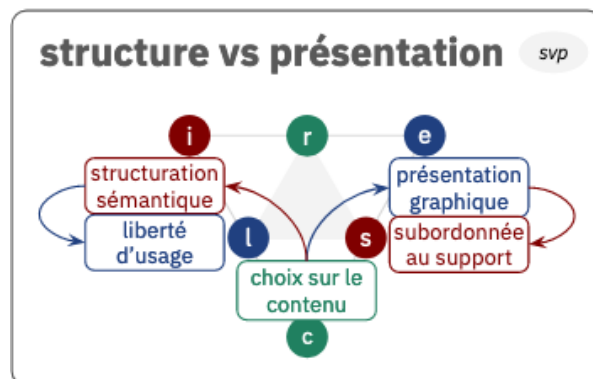 structure vs présentation
svp
i
r
e
structuration
sémantique
présentation
graphique
liberté
d'usage
l
s
subordonnée
au support
choix sur le
contenu
c